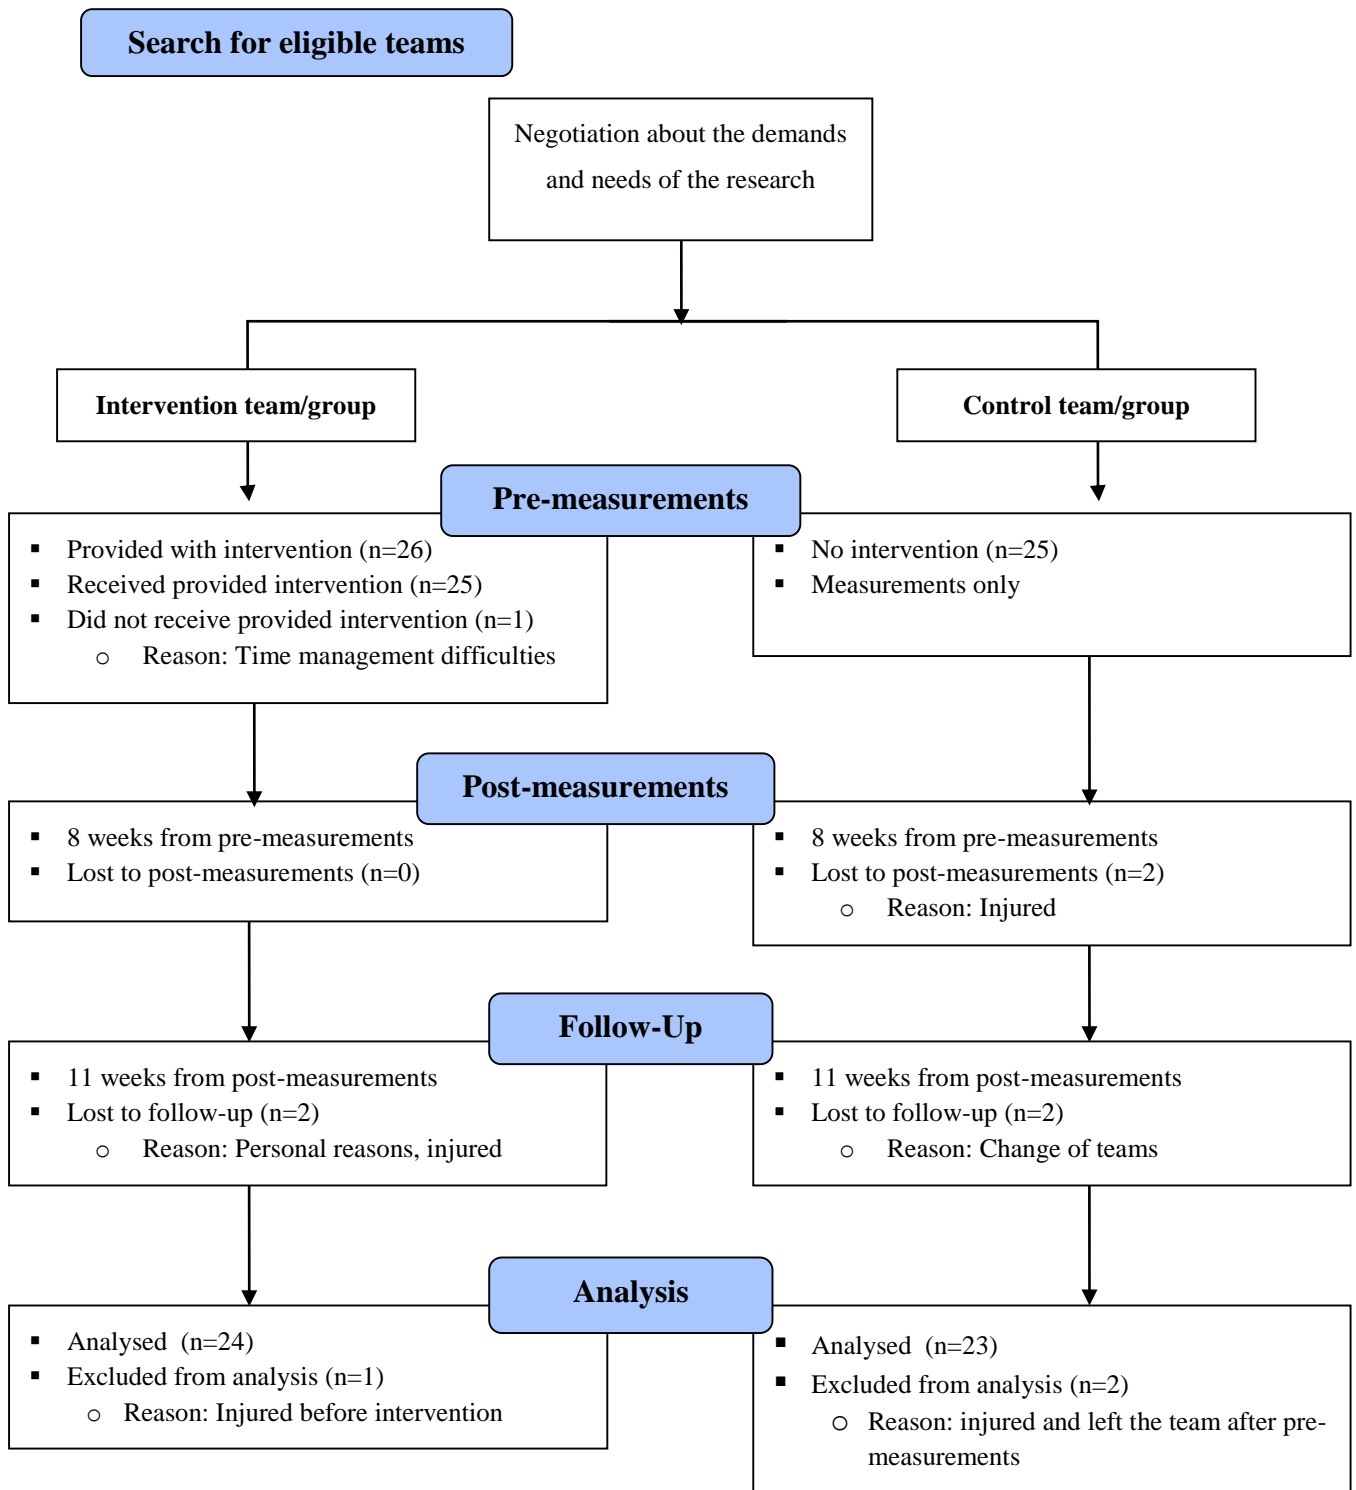 Search for eligible teams
Negotiation about the demands
and needs of the research
Intervention team/group
Control team/group
Pre-measurements
▪ Provided with intervention (n=26)
▪ Received provided intervention (n=25)
▪ Did not receive provided intervention (n=1)
o Reason: Time management difficulties
▪ No intervention (n=25)
▪ Measurements only
Post-measurements
▪ 8 weeks from pre-measurements
▪ Lost to post-measurements (n=0)
▪ 8 weeks from pre-measurements
▪ Lost to post-measurements (n=2)
o Reason: Injured
Follow-Up
▪ 11 weeks from post-measurements
▪ Lost to follow-up (n=2)
o Reason: Personal reasons, injured
▪ 11 weeks from post-measurements
▪ Lost to follow-up (n=2)
o Reason: Change of teams
Analysis
▪ Analysed (n=24)
▪ Excluded from analysis (n=1)
o Reason: Injured before intervention
▪ Analysed (n=23)
▪ Excluded from analysis (n=2)
o Reason: injured and left the team after pre-
measurements